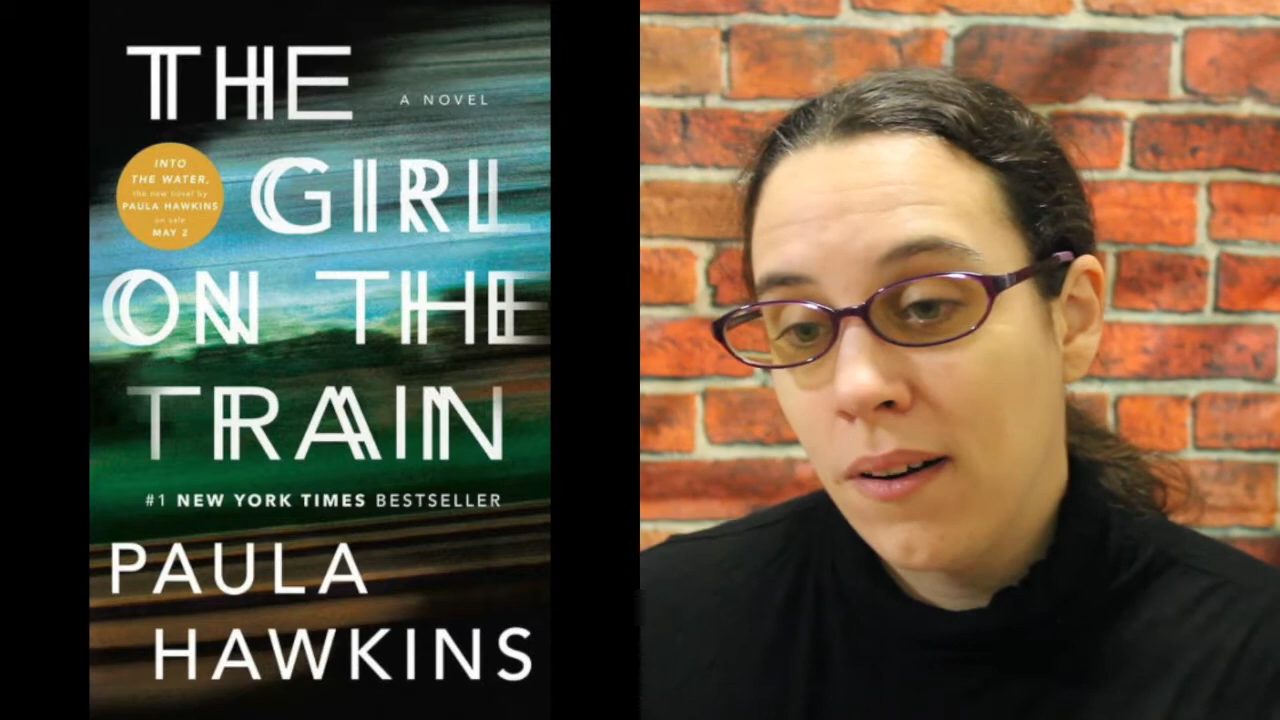 THE
A NOVEL
INTO
THE WATER,
the new novel by
PAULA HAWKINS
on sale
MAY 2
GIRL
ON THE
TRAIN
#1 NEW YORK TIMES BESTSELLER
PAULA
HAWKINS